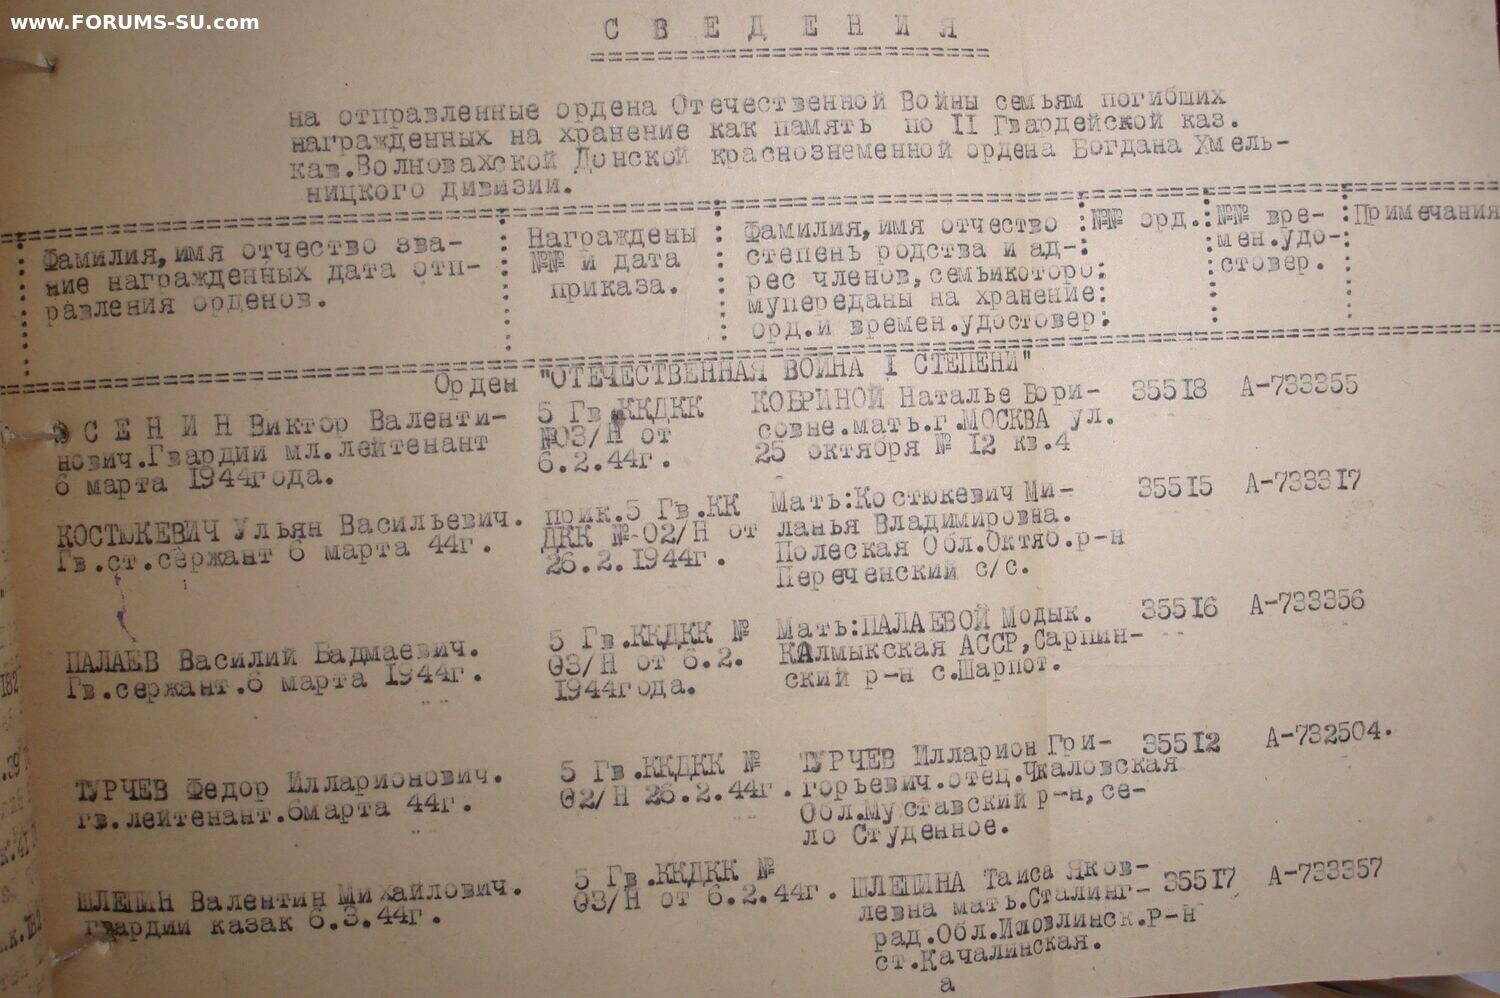 www.FORUMS-SU.com
С В Е Д Е Н И Я
на отправленные ордена Отечественной Войны семьям погибших
награжденных на хранение как память по II Гвардейской каз.
кав.Волновахской Донской краснознеменной ордена Богдана Хмель-
ницкого дивизии.
Фамилия,имя отчество зва-
ние награжденных дата отп-
равления орденов.
Награждены
№№ и дата
приказа.
Фамилия,имя отчество
степень родства и ад-
рес членов,семьикоторо
мупереданы на хранение
орд.и времен.удостовер.
№№ орд.
№№ вре-
мен.удо-
стовер.
Примечания
Орден "ОТЕЧЕСТВЕННАЯ ВОЙНА I СТЕПЕНИ"
С Е Н И Н Виктор Валенти-
нович.Гвардии мл.лейтенант
6 марта 1944года.
5 Гв.ККДКК
№03/Н от
6.2.44г.
КОБРИНОЙ Наталье Бори-
совне.мать.г.МОСКВА ул.
25 октября № 12 кв.4
35518
А-733355
КОСТЮКЕВИЧ Ульян Васильевич.
Гв.ст.сержант 6 марта 44г.
прик.5 Гв.КК
ДКК №-02/Н от
26.2.1944г.
Мать:Костюкевич Ми-
ланья Владимировна.
Полеская Обл.Октяб.р-н
Переченский с/с.
35515
А-733317
ПАЛАЕВ Василий Бадмаевич.
Гв.сержант.6 марта 1944г.
5 Гв.ККДКК №
03/Н от 6.2.
1944года.
Мать:ПАЛАЕВОЙ Модык.
КАлмыкская АССР,Сарпин-
ский р-н с.Шарпот.
35516
А-733356
ТУРЧЕВ Федор Илларионович.
гв.лейтенант.6марта 44г.
5 Гв.ККДКК №
02/Н 26.2.44г.
ТУРЧЕВ Илларион Гри-
горьевич.отец.Чкаловская
Обл.Муставский р-н,се-
ло Студенное.
35512
А-732504.
ШЛЕПИН Валентин Михайлович.
гвардии казак 6.3.44г.
5 Гв.ККДКК №
03/Н от 6.2.44г.
ШЛЕПИНА Таиса Яков-
левна мать.Сталинг-
рад.Обл.Иловлинск.р-н
ст.Качалинская.
а
35517
А-733357